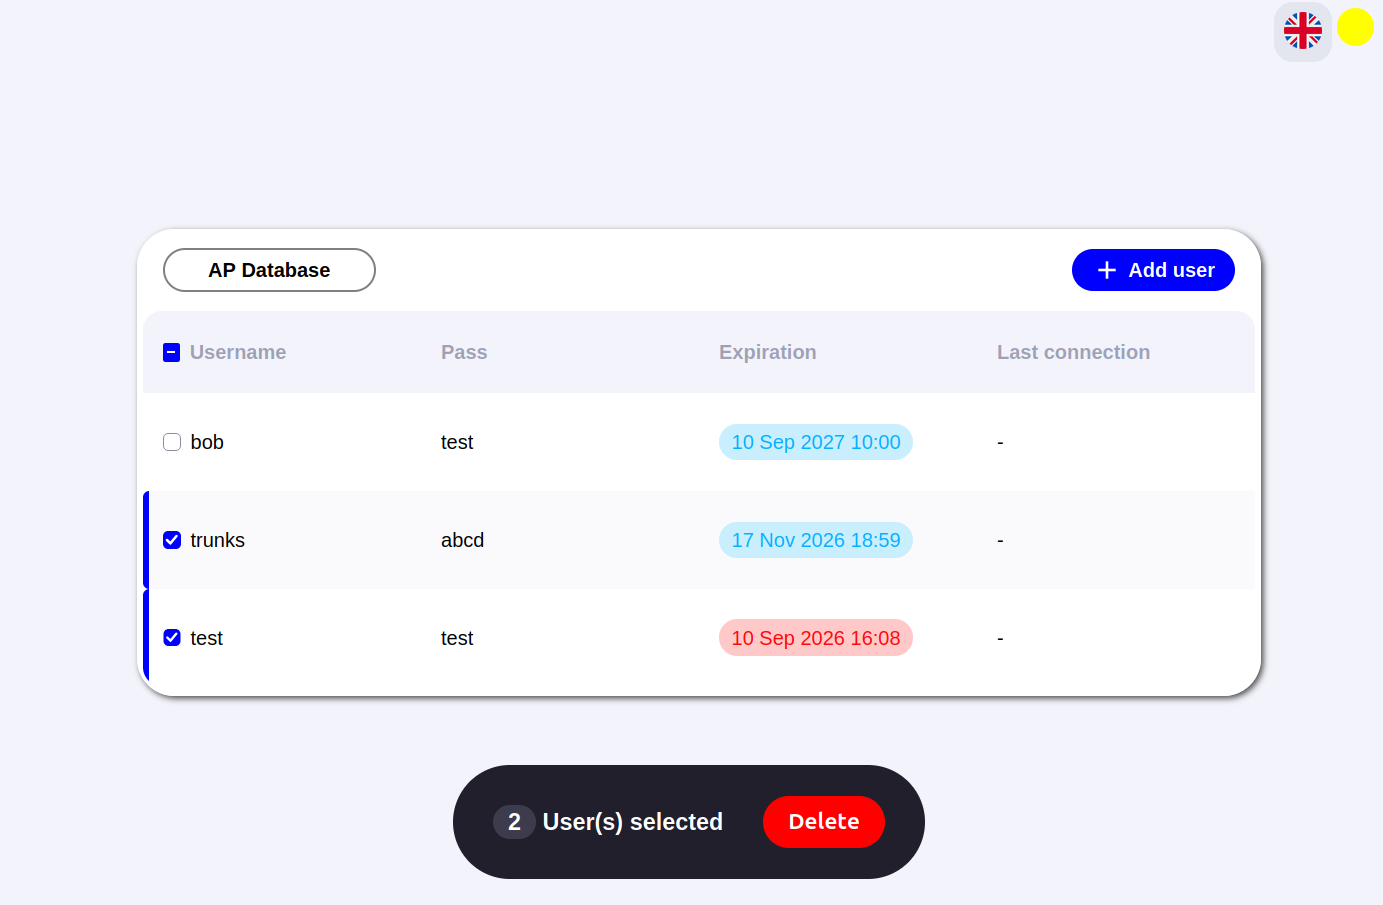 AP Database
+ Add user
Username Pass Expiration Last connection
bob test 10 Sep 2027 10:00 -
trunks abcd 17 Nov 2026 18:59 -
test test 10 Sep 2026 16:08 -
2 User(s) selected Delete